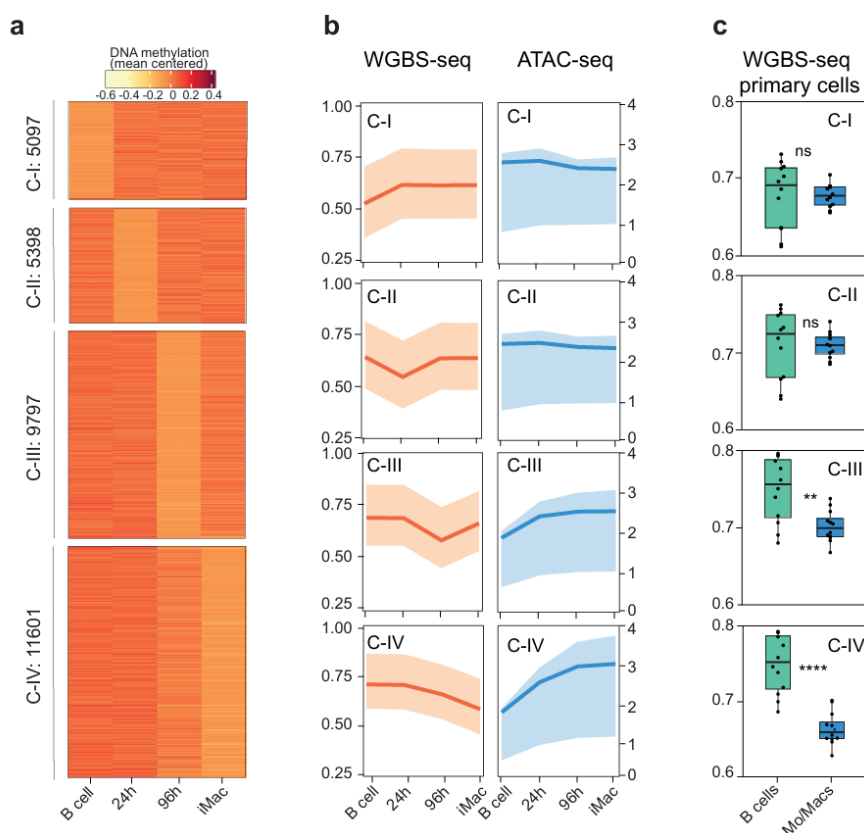 a
DNA methylation
(mean centered)
-0.6 -0.4 -0.2 0 0.2 0.4
C-I: 5097
C-II: 5398
C-III: 9797
C-IV: 11601
B cell 24h 96h iMac
b
WGBS-seq ATAC-seq
1.00 C-I C-I 4
0.75 3
0.50 2
1
0.25 0
1.00 C-II C-II 4
0.75 3
0.50 2
1
0.25 0
1.00 C-III C-III 4
0.75 3
0.50 2
1
0.25 0
1.00 C-IV C-IV 4
0.75 3
0.50 2
1
0.25 0
B cell 24h 96h iMac B cell 24h 96h iMac
c
WGBS-seq
primary cells
0.8 C-I
ns
0.7
0.6
0.8 C-II
ns
0.7
0.6
0.8 C-III
**
0.7
0.6
0.8 C-IV
****
0.7
0.6
B cells Mo/Macs